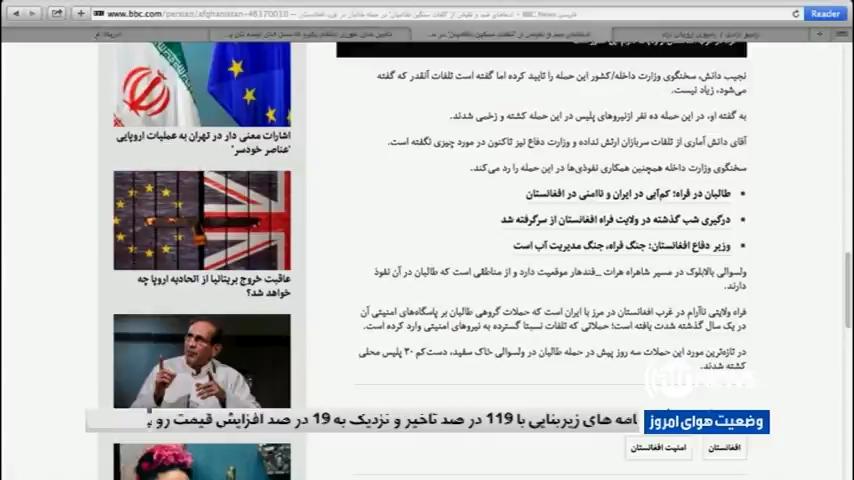 www.bbc.com/persian/afghanistan-46370010
Reader
نجیب دانش، سخنگوی وزارت داخله/کشور این حمله را تایید کرده اما گفته است تلفات آنقدر که گفته
می‌شود، زیاد نیست.
به گفته او، در این حمله ده نفر ازنیروهای پلیس در این حمله کشته و زخمی شدند.
آقای دانش آماری از تلفات سربازان ارتش نداده و وزارت دفاع نیز تاکنون در مورد چیزی نگفته است.
سخنگوی وزارت داخله همچنین همکاری نفوذی‌ها در این حمله را رد می‌کند.
طالبان در فراه؛ کم‌آبی در ایران و ناامنی در افغانستان
درگیری شب گذشته در ولایت فراه افغانستان از سرگرفته شد
وزیر دفاع افغانستان: جنگ فراه، جنگ مدیریت آب است
ولسوالی بالابلوک در مسیر شاهراه هرات _قندهار موقعیت دارد و از مناطقی است که طالبان در آن نفوذ
دارند.
فراه ولایتی ناآرام در غرب افغانستان در مرز با ایران است که حملات گروهی طالبان بر پاسگاه‌های امنیتی آن
در یک سال گذشته شدت یافته است؛ حملاتی که تلفات نسبتا گسترده به نیروهای امنیتی وارد کرده است.
در تازه‌ترین مورد این حملات سه روز پیش در حمله طالبان در ولسوالی خاک سفید، دست‌کم ۳۰ پلیس محلی
کشته شدند.
افغانستان
امنیت افغانستان
اشارات معنی دار در تهران به عملیات اروپایی
'عناصر خودسر'
عاقبت خروج بریتانیا از اتحادیه اروپا چه
خواهد شد؟
news
وضعیت هوای امروز
امه های زیربنایی با 119 در صد تاخیر و نزدیک به 19 در صد افزایش قیمت رو ب